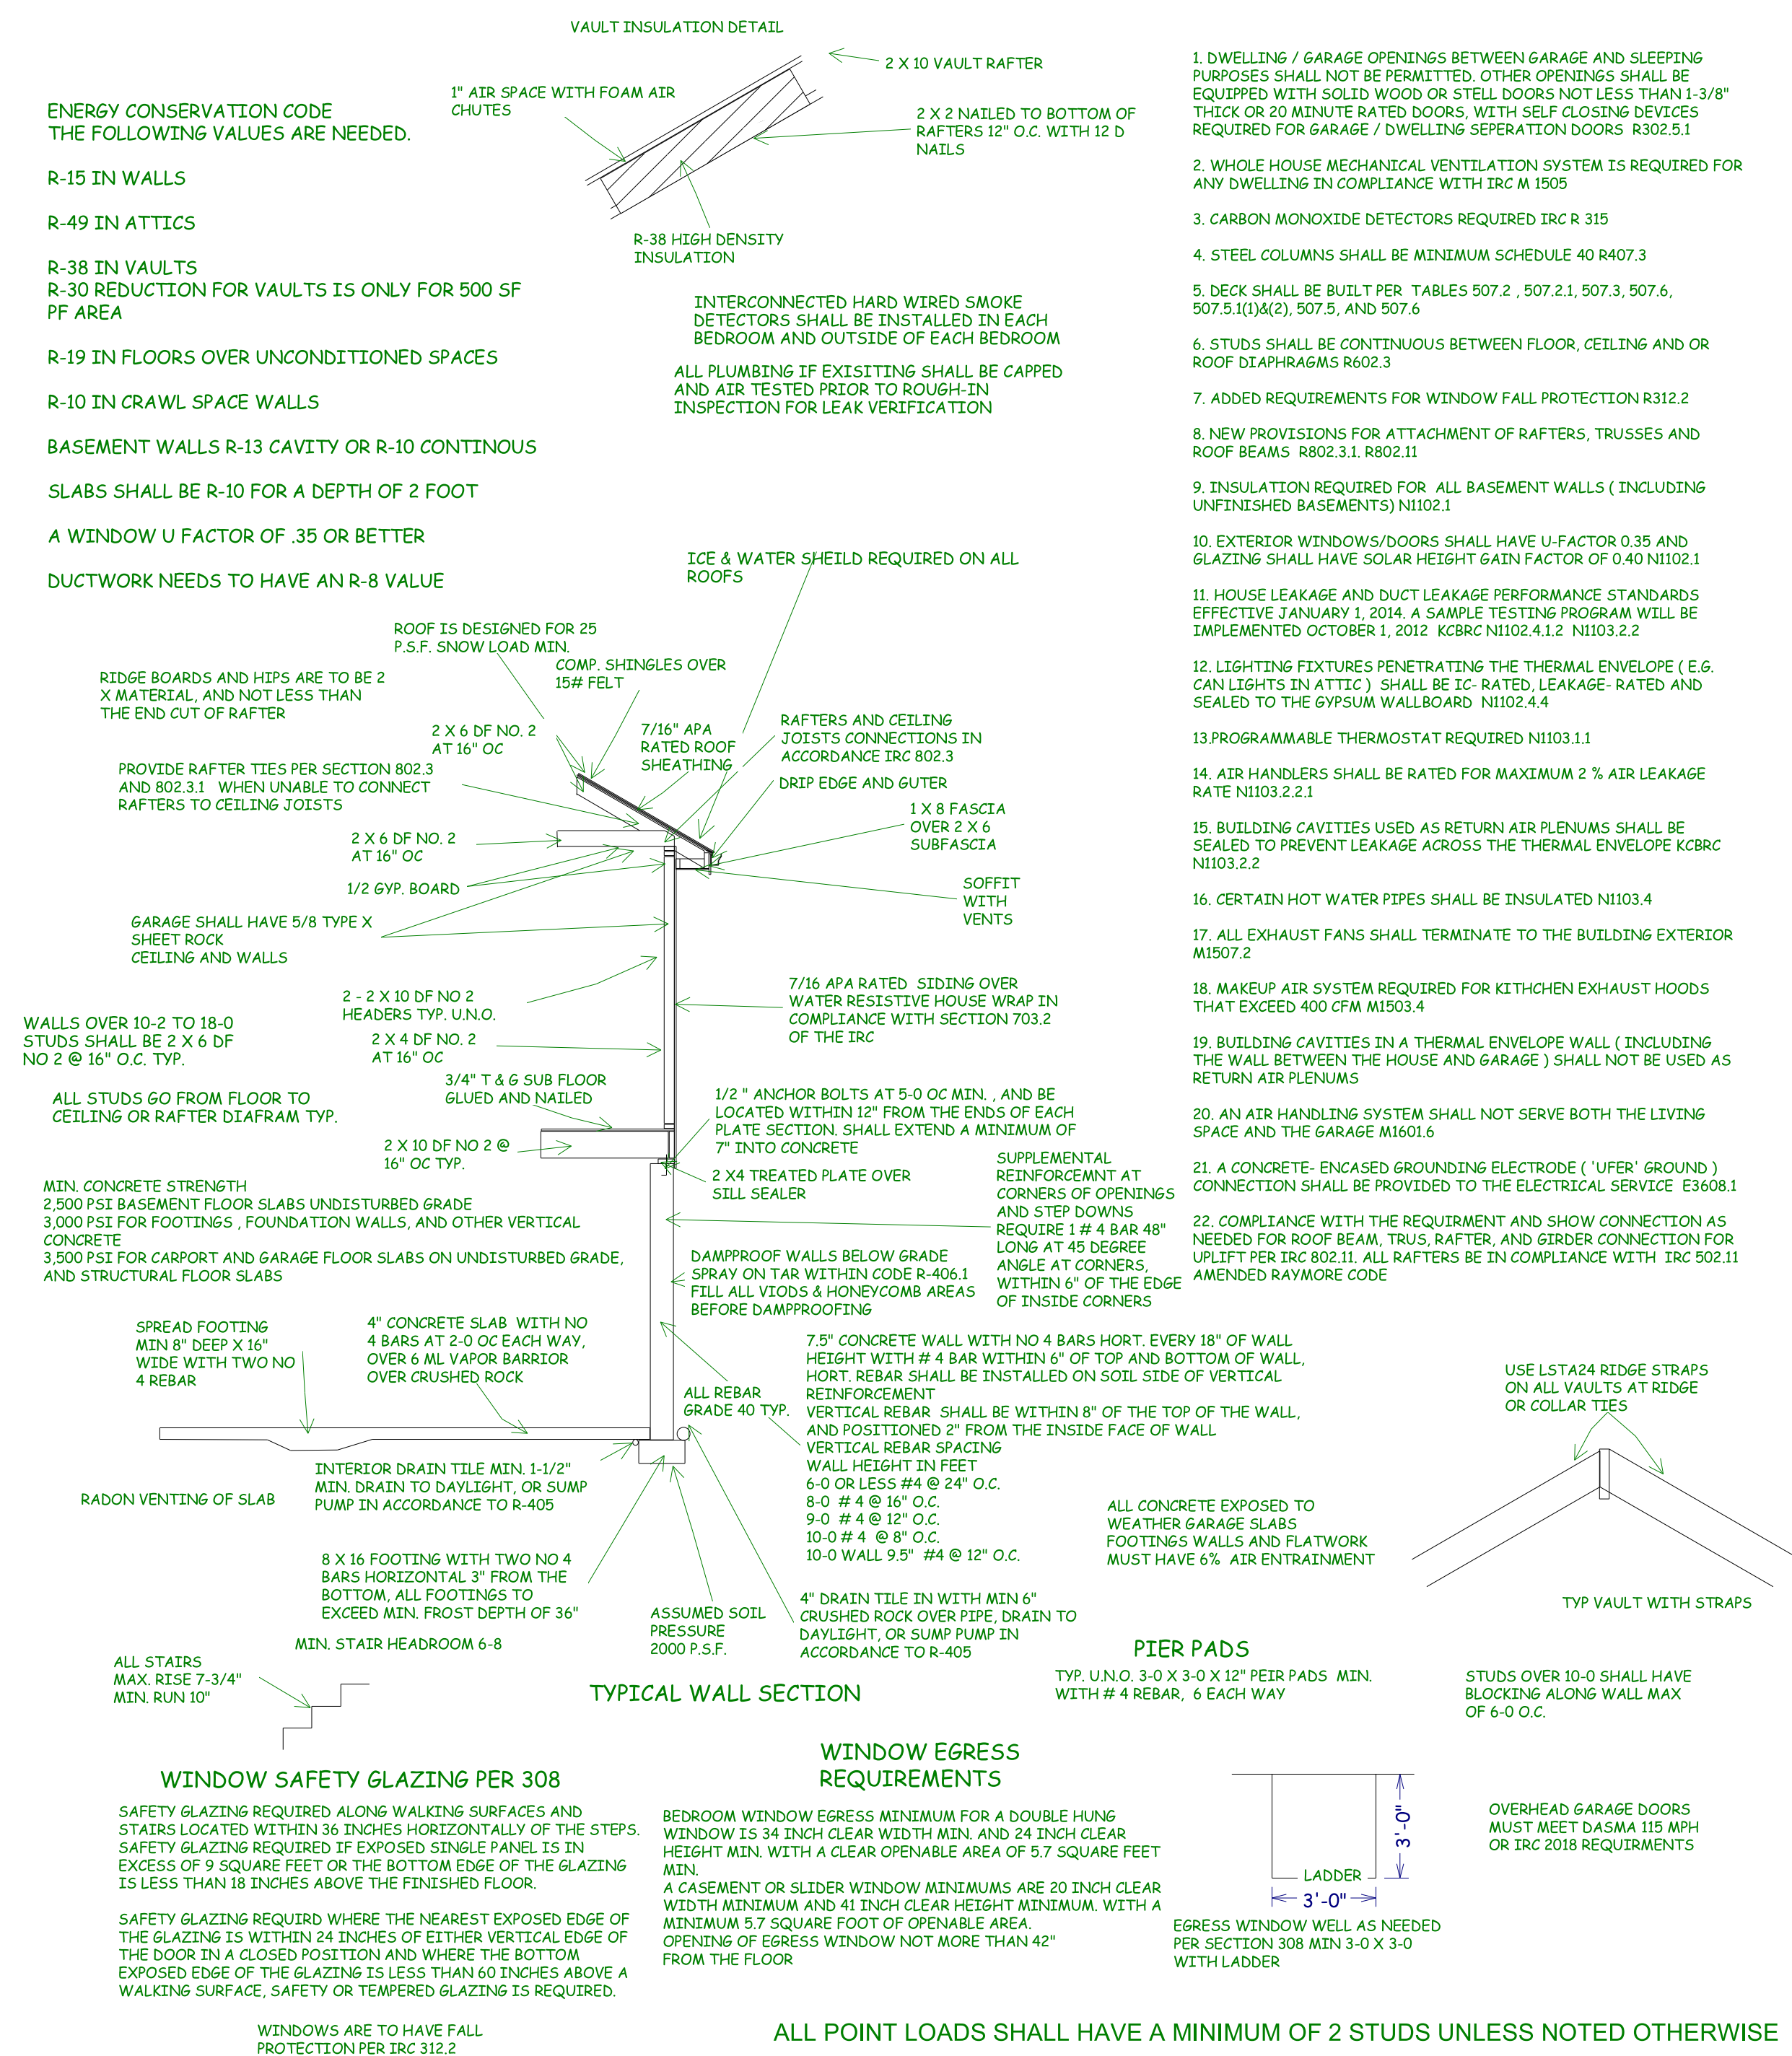 VAULT INSULATION DETAIL
2 X 10 VAULT RAFTER
1" AIR SPACE WITH FOAM AIR
CHUTES
2 X 2 NAILED TO BOTTOM OF
RAFTERS 12" O.C. WITH 12 D
NAILS
R-38 HIGH DENSITY
INSULATION
ENERGY CONSERVATION CODE
THE FOLLOWING VALUES ARE NEEDED.
R-15 IN WALLS
R-49 IN ATTICS
R-38 IN VAULTS
R-30 REDUCTION FOR VAULTS IS ONLY FOR 500 SF
PF AREA
R-19 IN FLOORS OVER UNCONDITIONED SPACES
R-10 IN CRAWL SPACE WALLS
BASEMENT WALLS R-13 CAVITY OR R-10 CONTINOUS
SLABS SHALL BE R-10 FOR A DEPTH OF 2 FOOT
A WINDOW U FACTOR OF .35 OR BETTER
DUCTWORK NEEDS TO HAVE AN R-8 VALUE
INTERCONNECTED HARD WIRED SMOKE
DETECTORS SHALL BE INSTALLED IN EACH
BEDROOM AND OUTSIDE OF EACH BEDROOM
ALL PLUMBING IF EXISITING SHALL BE CAPPED
AND AIR TESTED PRIOR TO ROUGH-IN
INSPECTION FOR LEAK VERIFICATION
1. DWELLING / GARAGE OPENINGS BETWEEN GARAGE AND SLEEPING
PURPOSES SHALL NOT BE PERMITTED. OTHER OPENINGS SHALL BE
EQUIPPED WITH SOLID WOOD OR STELL DOORS NOT LESS THAN 1-3/8"
THICK OR 20 MINUTE RATED DOORS, WITH SELF CLOSING DEVICES
REQUIRED FOR GARAGE / DWELLING SEPERATION DOORS R302.5.1
2. WHOLE HOUSE MECHANICAL VENTILATION SYSTEM IS REQUIRED FOR
ANY DWELLING IN COMPLIANCE WITH IRC M 1505
3. CARBON MONOXIDE DETECTORS REQUIRED IRC R 315
4. STEEL COLUMNS SHALL BE MINIMUM SCHEDULE 40 R407.3
5. DECK SHALL BE BUILT PER TABLES 507.2 , 507.2.1, 507.3, 507.6,
507.5.1(1)&(2), 507.5, AND 507.6
6. STUDS SHALL BE CONTINUOUS BETWEEN FLOOR, CEILING AND OR
ROOF DIAPHRAGMS R602.3
7. ADDED REQUIREMENTS FOR WINDOW FALL PROTECTION R312.2
8. NEW PROVISIONS FOR ATTACHMENT OF RAFTERS, TRUSSES AND
ROOF BEAMS R802.3.1. R802.11
9. INSULATION REQUIRED FOR ALL BASEMENT WALLS ( INCLUDING
UNFINISHED BASEMENTS) N1102.1
10. EXTERIOR WINDOWS/DOORS SHALL HAVE U-FACTOR 0.35 AND
GLAZING SHALL HAVE SOLAR HEIGHT GAIN FACTOR OF 0.40 N1102.1
11. HOUSE LEAKAGE AND DUCT LEAKAGE PERFORMANCE STANDARDS
EFFECTIVE JANUARY 1, 2014. A SAMPLE TESTING PROGRAM WILL BE
IMPLEMENTED OCTOBER 1, 2012 KCBRC N1102.4.1.2 N1103.2.2
12. LIGHTING FIXTURES PENETRATING THE THERMAL ENVELOPE ( E.G.
CAN LIGHTS IN ATTIC ) SHALL BE IC- RATED, LEAKAGE- RATED AND
SEALED TO THE GYPSUM WALLBOARD N1102.4.4
13.PROGRAMMABLE THERMOSTAT REQUIRED N1103.1.1
14. AIR HANDLERS SHALL BE RATED FOR MAXIMUM 2 % AIR LEAKAGE
RATE N1103.2.2.1
15. BUILDING CAVITIES USED AS RETURN AIR PLENUMS SHALL BE
SEALED TO PREVENT LEAKAGE ACROSS THE THERMAL ENVELOPE KCBRC
N1103.2.2
16. CERTAIN HOT WATER PIPES SHALL BE INSULATED N1103.4
17. ALL EXHAUST FANS SHALL TERMINATE TO THE BUILDING EXTERIOR
M1507.2
18. MAKEUP AIR SYSTEM REQUIRED FOR KITHCHEN EXHAUST HOODS
THAT EXCEED 400 CFM M1503.4
19. BUILDING CAVITIES IN A THERMAL ENVELOPE WALL ( INCLUDING
THE WALL BETWEEN THE HOUSE AND GARAGE ) SHALL NOT BE USED AS
RETURN AIR PLENUMS
20. AN AIR HANDLING SYSTEM SHALL NOT SERVE BOTH THE LIVING
SPACE AND THE GARAGE M1601.6
21. A CONCRETE- ENCASED GROUNDING ELECTRODE ( 'UFER' GROUND )
CONNECTION SHALL BE PROVIDED TO THE ELECTRICAL SERVICE E3608.1
22. COMPLIANCE WITH THE REQUIRMENT AND SHOW CONNECTION AS
NEEDED FOR ROOF BEAM, TRUS, RAFTER, AND GIRDER CONNECTION FOR
UPLIFT PER IRC 802.11. ALL RAFTERS BE IN COMPLIANCE WITH IRC 502.11
AMENDED RAYMORE CODE
ICE & WATER SHEILD REQUIRED ON ALL
ROOFS
ROOF IS DESIGNED FOR 25
P.S.F. SNOW LOAD MIN.
COMP. SHINGLES OVER
15# FELT
RIDGE BOARDS AND HIPS ARE TO BE 2
X MATERIAL, AND NOT LESS THAN
THE END CUT OF RAFTER
2 X 6 DF NO. 2
AT 16" OC
7/16" APA
RATED ROOF
SHEATHING
RAFTERS AND CEILING
JOISTS CONNECTIONS IN
ACCORDANCE IRC 802.3
PROVIDE RAFTER TIES PER SECTION 802.3
AND 802.3.1 WHEN UNABLE TO CONNECT
RAFTERS TO CEILING JOISTS
DRIP EDGE AND GUTER
1 X 8 FASCIA
OVER 2 X 6
SUBFASCIA
2 X 6 DF NO. 2
AT 16" OC
1/2 GYP. BOARD
SOFFIT
WITH
VENTS
GARAGE SHALL HAVE 5/8 TYPE X
SHEET ROCK
CEILING AND WALLS
2 - 2 X 10 DF NO 2
HEADERS TYP. U.N.O.
7/16 APA RATED SIDING OVER
WATER RESISTIVE HOUSE WRAP IN
COMPLIANCE WITH SECTION 703.2
OF THE IRC
WALLS OVER 10-2 TO 18-0
STUDS SHALL BE 2 X 6 DF
NO 2 @ 16" O.C. TYP.
2 X 4 DF NO. 2
AT 16" OC
3/4" T & G SUB FLOOR
GLUED AND NAILED
ALL STUDS GO FROM FLOOR TO
CEILING OR RAFTER DIAFRAM TYP.
1/2 " ANCHOR BOLTS AT 5-0 OC MIN. , AND BE
LOCATED WITHIN 12" FROM THE ENDS OF EACH
PLATE SECTION. SHALL EXTEND A MINIMUM OF
7" INTO CONCRETE
2 X 10 DF NO 2 @
16" OC TYP.
2 X4 TREATED PLATE OVER
SILL SEALER
SUPPLEMENTAL
REINFORCEMNT AT
CORNERS OF OPENINGS
AND STEP DOWNS
REQUIRE 1 # 4 BAR 48"
LONG AT 45 DEGREE
ANGLE AT CORNERS,
WITHIN 6" OF THE EDGE
OF INSIDE CORNERS
MIN. CONCRETE STRENGTH
2,500 PSI BASEMENT FLOOR SLABS UNDISTURBED GRADE
3,000 PSI FOR FOOTINGS , FOUNDATION WALLS, AND OTHER VERTICAL
CONCRETE
3,500 PSI FOR CARPORT AND GARAGE FLOOR SLABS ON UNDISTURBED GRADE,
AND STRUCTURAL FLOOR SLABS
DAMPPROOF WALLS BELOW GRADE
SPRAY ON TAR WITHIN CODE R-406.1
FILL ALL VIODS & HONEYCOMB AREAS
BEFORE DAMPPROOFING
SPREAD FOOTING
MIN 8" DEEP X 16"
WIDE WITH TWO NO
4 REBAR
4" CONCRETE SLAB WITH NO
4 BARS AT 2-0 OC EACH WAY,
OVER 6 ML VAPOR BARRIOR
OVER CRUSHED ROCK
ALL REBAR
GRADE 40 TYP.
7.5" CONCRETE WALL WITH NO 4 BARS HORT. EVERY 18" OF WALL
HEIGHT WITH # 4 BAR WITHIN 6" OF TOP AND BOTTOM OF WALL,
HORT. REBAR SHALL BE INSTALLED ON SOIL SIDE OF VERTICAL
REINFORCEMENT
VERTICAL REBAR SHALL BE WITHIN 8" OF THE TOP OF THE WALL,
AND POSITIONED 2" FROM THE INSIDE FACE OF WALL
VERTICAL REBAR SPACING
WALL HEIGHT IN FEET
6-0 OR LESS #4 @ 24" O.C.
8-0 # 4 @ 16" O.C.
9-0 # 4 @ 12" O.C.
10-0 # 4 @ 8" O.C.
10-0 WALL 9.5" #4 @ 12" O.C.
USE LSTA24 RIDGE STRAPS
ON ALL VAULTS AT RIDGE
OR COLLAR TIES
INTERIOR DRAIN TILE MIN. 1-1/2"
MIN. DRAIN TO DAYLIGHT, OR SUMP
PUMP IN ACCORDANCE TO R-405
RADON VENTING OF SLAB
ALL CONCRETE EXPOSED TO
WEATHER GARAGE SLABS
FOOTINGS WALLS AND FLATWORK
MUST HAVE 6% AIR ENTRAINMENT
8 X 16 FOOTING WITH TWO NO 4
BARS HORIZONTAL 3" FROM THE
BOTTOM, ALL FOOTINGS TO
EXCEED MIN. FROST DEPTH OF 36"
ASSUMED SOIL
PRESSURE
2000 P.S.F.
4" DRAIN TILE IN WITH MIN 6"
CRUSHED ROCK OVER PIPE, DRAIN TO
DAYLIGHT, OR SUMP PUMP IN
ACCORDANCE TO R-405
TYP VAULT WITH STRAPS
MIN. STAIR HEADROOM 6-8
ALL STAIRS
MAX. RISE 7-3/4"
MIN. RUN 10"
TYPICAL WALL SECTION
PIER PADS
TYP. U.N.O. 3-0 X 3-0 X 12" PEIR PADS MIN.
WITH # 4 REBAR, 6 EACH WAY
STUDS OVER 10-0 SHALL HAVE
BLOCKING ALONG WALL MAX
OF 6-0 O.C.
WINDOW SAFETY GLAZING PER 308
SAFETY GLAZING REQUIRED ALONG WALKING SURFACES AND
STAIRS LOCATED WITHIN 36 INCHES HORIZONTALLY OF THE STEPS.
SAFETY GLAZING REQUIRED IF EXPOSED SINGLE PANEL IS IN
EXCESS OF 9 SQUARE FEET OR THE BOTTOM EDGE OF THE GLAZING
IS LESS THAN 18 INCHES ABOVE THE FINISHED FLOOR.
SAFETY GLAZING REQUIRD WHERE THE NEAREST EXPOSED EDGE OF
THE GLAZING IS WITHIN 24 INCHES OF EITHER VERTICAL EDGE OF
THE DOOR IN A CLOSED POSITION AND WHERE THE BOTTOM
EXPOSED EDGE OF THE GLAZING IS LESS THAN 60 INCHES ABOVE A
WALKING SURFACE, SAFETY OR TEMPERED GLAZING IS REQUIRED.
WINDOWS ARE TO HAVE FALL
PROTECTION PER IRC 312.2
WINDOW EGRESS
REQUIREMENTS
BEDROOM WINDOW EGRESS MINIMUM FOR A DOUBLE HUNG
WINDOW IS 34 INCH CLEAR WIDTH MIN. AND 24 INCH CLEAR
HEIGHT MIN. WITH A CLEAR OPENABLE AREA OF 5.7 SQUARE FEET
MIN.
A CASEMENT OR SLIDER WINDOW MINIMUMS ARE 20 INCH CLEAR
WIDTH MINIMUM AND 41 INCH CLEAR HEIGHT MINIMUM. WITH A
MINIMUM 5.7 SQUARE FOOT OF OPENABLE AREA.
OPENING OF EGRESS WINDOW NOT MORE THAN 42"
FROM THE FLOOR
3'-0"
LADDER
3'-0"
EGRESS WINDOW WELL AS NEEDED
PER SECTION 308 MIN 3-0 X 3-0
WITH LADDER
OVERHEAD GARAGE DOORS
MUST MEET DASMA 115 MPH
OR IRC 2018 REQUIRMENTS
ALL POINT LOADS SHALL HAVE A MINIMUM OF 2 STUDS UNLESS NOTED OTHERWISE